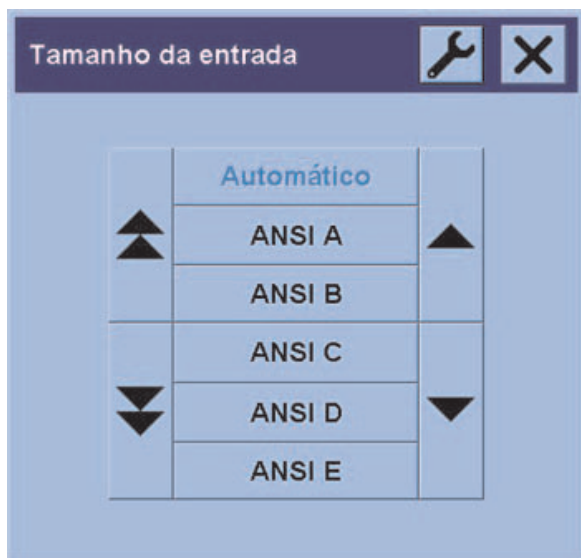 Tamanho da entrada
Automático
ANSI A
ANSI B
ANSI C
ANSI D
ANSI E